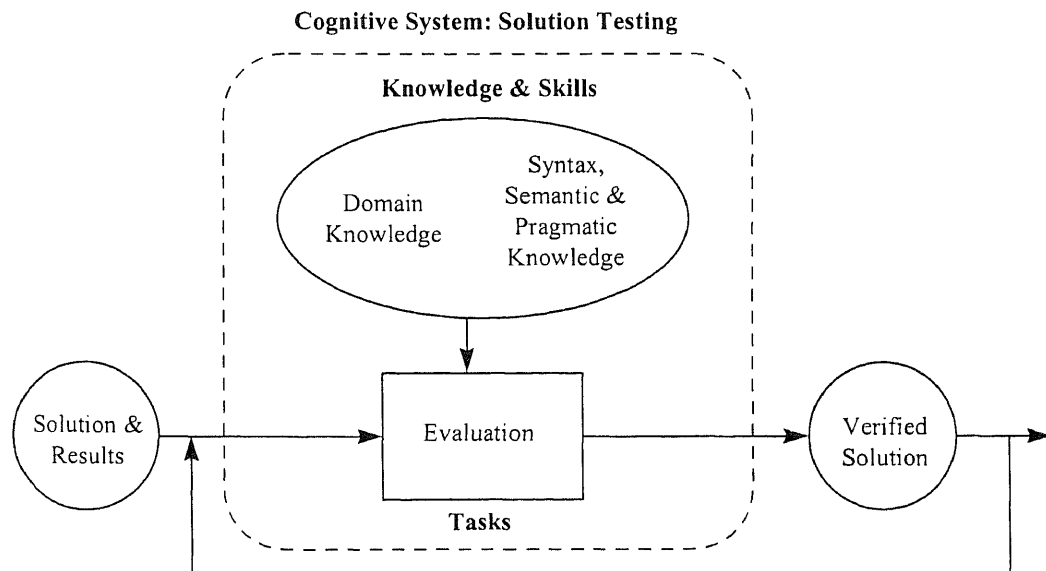 Cognitive System: Solution Testing
Knowledge & Skills
Domain
Knowledge
Syntax,
Semantic &
Pragmatic
Knowledge
Solution &
Results
Evaluation
Verified
Solution
Tasks